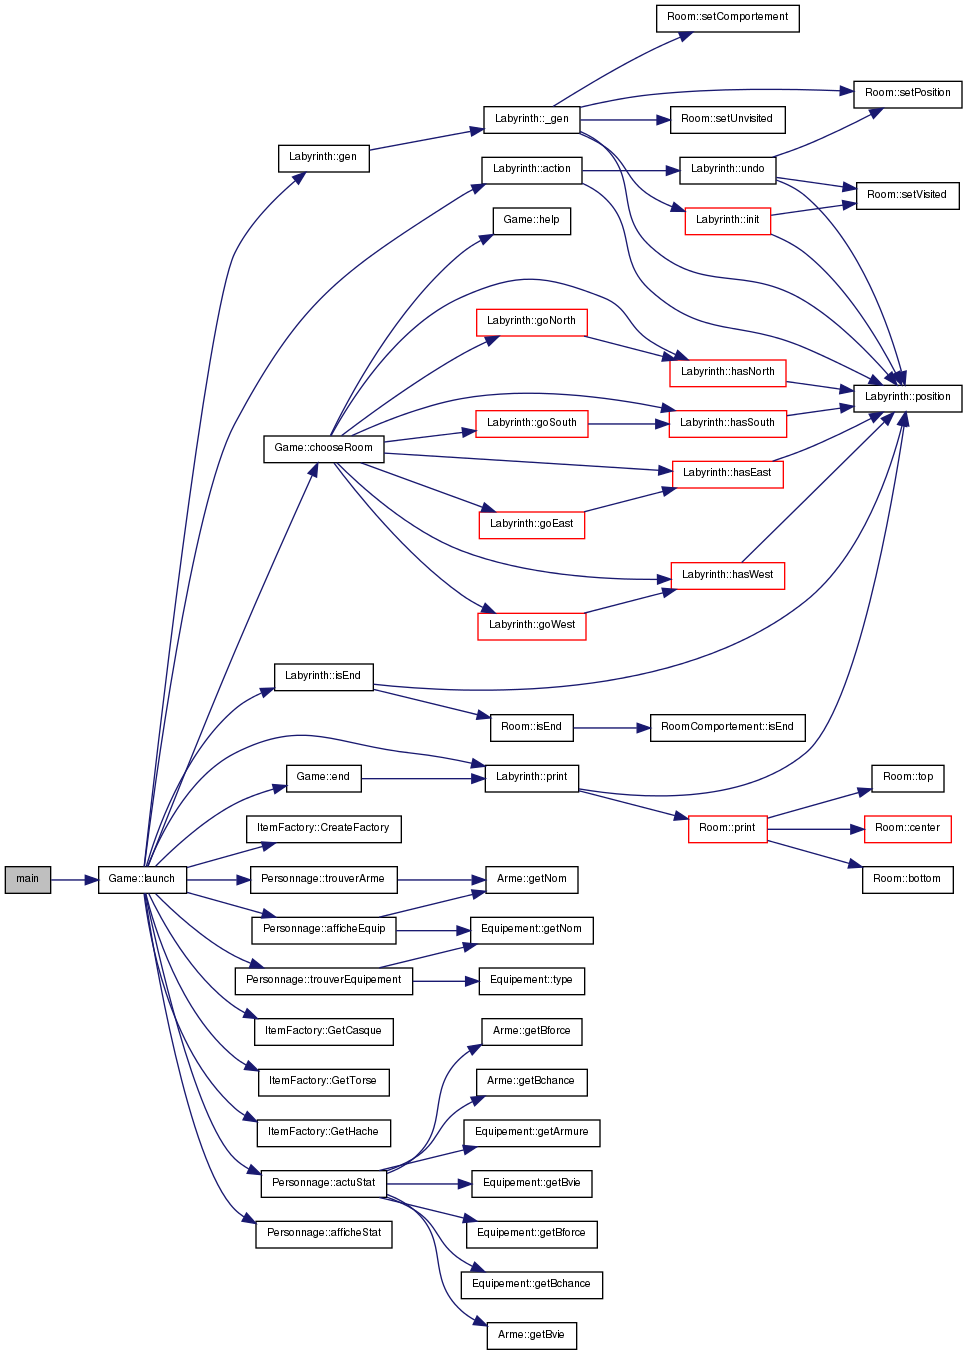 Room::setComportement
Room::setPosition
Labyrinth::_gen
Room::setUnvisited
Labyrinth::gen
Labyrinth::action
Labyrinth::undo
Room::setVisited
Game::help
Labyrinth::init
Labyrinth::goNorth
Labyrinth::hasNorth
Labyrinth::position
Labyrinth::goSouth
Labyrinth::hasSouth
Game::chooseRoom
Labyrinth::hasEast
Labyrinth::goEast
Labyrinth::hasWest
Labyrinth::goWest
Labyrinth::isEnd
Room::isEnd
RoomComportement::isEnd
Game::end
Labyrinth::print
Room::top
ItemFactory::CreateFactory
Room::print
Room::center
main
Game::launch
Personnage::trouverArme
Arme::getNom
Room::bottom
Personnage::afficheEquip
Equipement::getNom
Personnage::trouverEquipement
Equipement::type
ItemFactory::GetCasque
Arme::getBforce
ItemFactory::GetTorse
Arme::getBchance
ItemFactory::GetHache
Equipement::getArmure
Personnage::actuStat
Equipement::getBvie
Personnage::afficheStat
Equipement::getBforce
Equipement::getBchance
Arme::getBvie